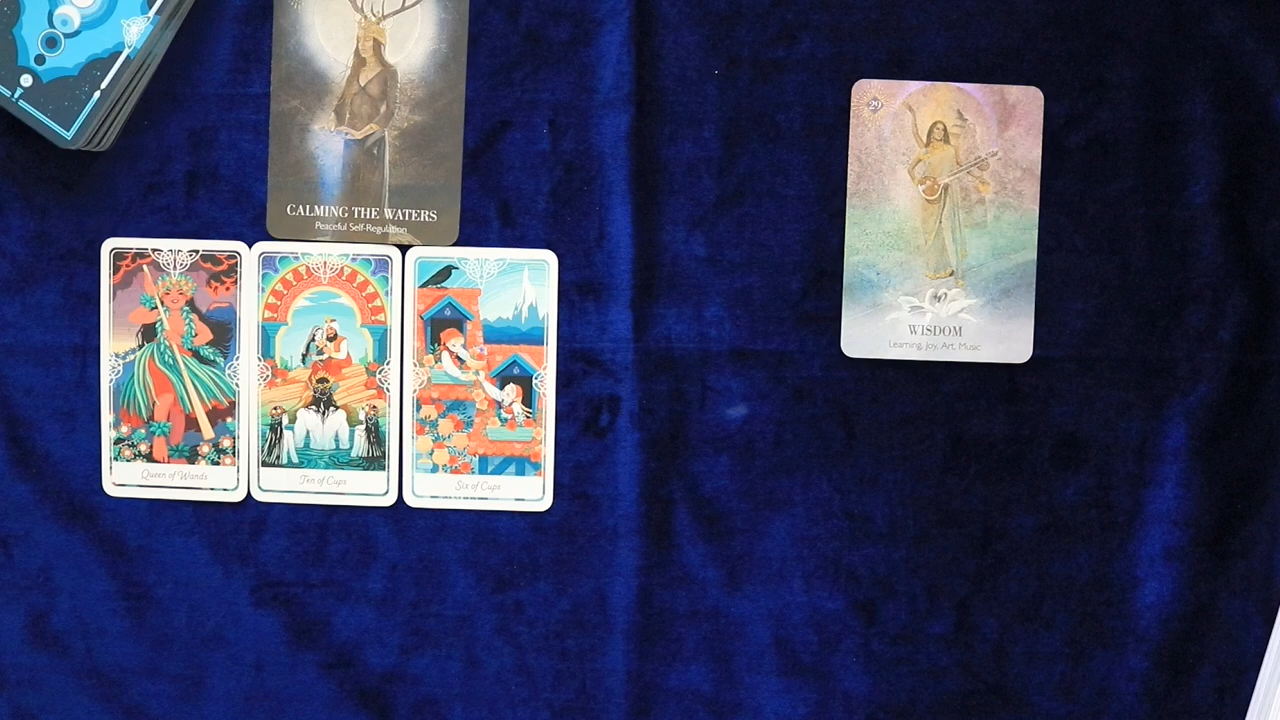 CALMING THE WATERS
Peaceful Self-Regulation
29
WISDOM
Learning, Joy, Art, Music
Queen of Wands
Ten of Cups
Six of Cups